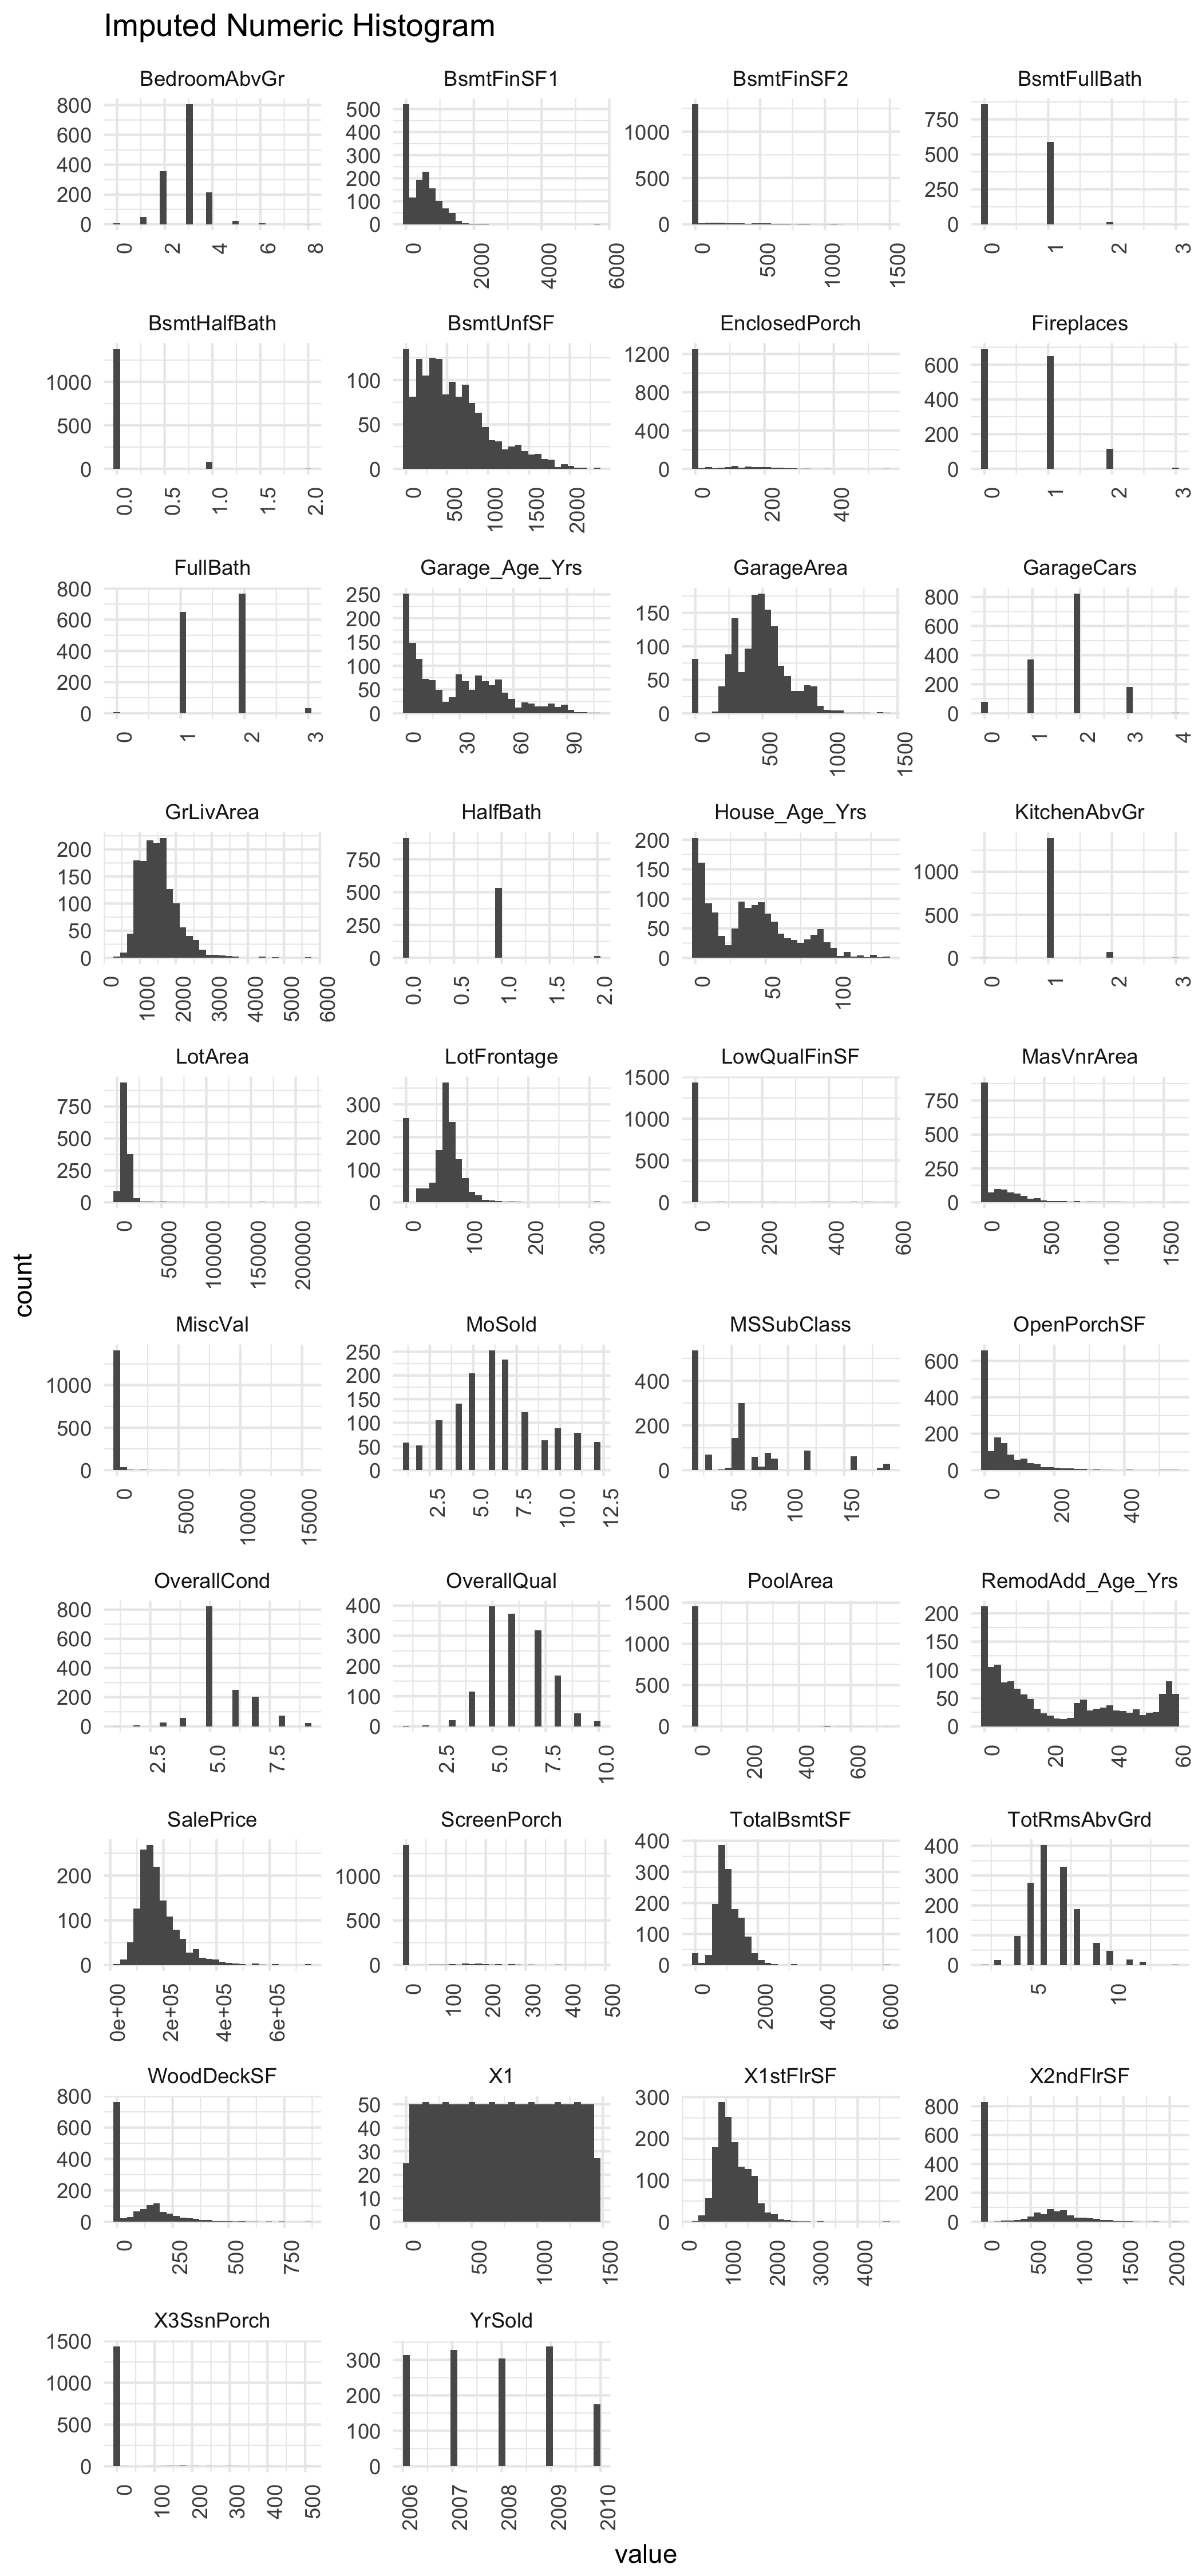 Imputed Numeric Histogram
BedroomAbvGr
800
600
400
200
0
0 2 4 6 8
BsmtFinSF1
500
400
300
200
100
0
0 2000 4000 6000
BsmtFinSF2
1000
500
0
0 500 1000 1500
BsmtFullBath
750
500
250
0
0 1 2 3
BsmtHalfBath
1000
500
0
0.0 0.5 1.0 1.5 2.0
BsmtUnfSF
100
50
0
0 500 1000 1500 2000
EnclosedPorch
1200
800
400
0
0 200 400
Fireplaces
600
400
200
0
0 1 2 3
FullBath
800
600
400
200
0
0 1 2 3
Garage_Age_Yrs
250
200
150
100
50
0
0 30 60 90
GarageArea
150
100
50
0
0 500 1000 1500
GarageCars
800
600
400
200
0
0 1 2 3 4
GrLivArea
200
150
100
50
0
0 1000 2000 3000 4000 5000 6000
HalfBath
750
500
250
0
0.0 0.5 1.0 1.5 2.0
House_Age_Yrs
200
150
100
50
0
0 50 100
KitchenAbvGr
1000
500
0
0 1 2 3
LotArea
750
500
250
0
0 50000 100000 150000 200000
LotFrontage
300
200
100
0
0 100 200 300
LowQualFinSF
1500
1000
500
0
0 200 400 600
MasVnrArea
750
500
250
0
0 500 1000 1500
count
MiscVal
1000
500
0
0 5000 10000 15000
MoSold
250
200
150
100
50
0
2.5 5.0 7.5 10.0 12.5
MSSubClass
400
200
0
50 100 150
OpenPorchSF
600
400
200
0
0 200 400
OverallCond
800
600
400
200
0
2.5 5.0 7.5
OverallQual
400
300
200
100
0
2.5 5.0 7.5 10.0
PoolArea
1500
1000
500
0
0 200 400 600
RemodAdd_Age_Yrs
200
150
100
50
0
0 20 40 60
SalePrice
200
100
0
0e+00 2e+05 4e+05 6e+05
ScreenPorch
1000
500
0
0 100 200 300 400 500
TotalBsmtSF
400
300
200
100
0
0 2000 4000 6000
TotRmsAbvGrd
400
300
200
100
0
5 10
WoodDeckSF
800
600
400
200
0
0 250 500 750
X1
50
40
30
20
10
0
0 500 1000 1500
X1stFlrSF
300
200
100
0
0 1000 2000 3000 4000
X2ndFlrSF
800
600
400
200
0
0 500 1000 1500 2000
X3SsnPorch
1500
1000
500
0
0 100 200 300 400 500
YrSold
300
200
100
0
2006 2007 2008 2009 2010
value